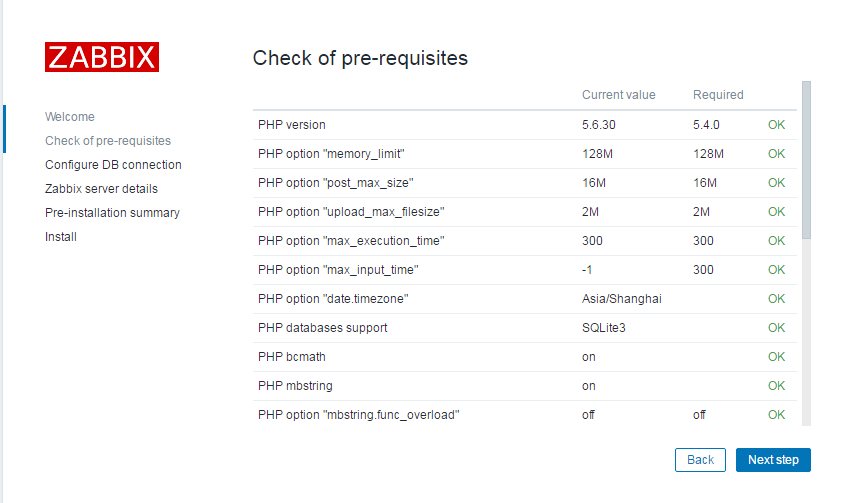 ZABBIX
Welcome
Check of pre-requisites
Configure DB connection
Zabbix server details
Pre-installation summary
Install
Check of pre-requisites
Current value Required
PHP version 5.6.30 5.4.0 OK
PHP option "memory_limit" 128M 128M OK
PHP option "post_max_size" 16M 16M OK
PHP option "upload_max_filesize" 2M 2M OK
PHP option "max_execution_time" 300 300 OK
PHP option "max_input_time" -1 300 OK
PHP option "date.timezone" Asia/Shanghai OK
PHP databases support SQLite3 OK
PHP bcmath on OK
PHP mbstring on OK
PHP option "mbstring.func_overload" off off OK
Back Next step